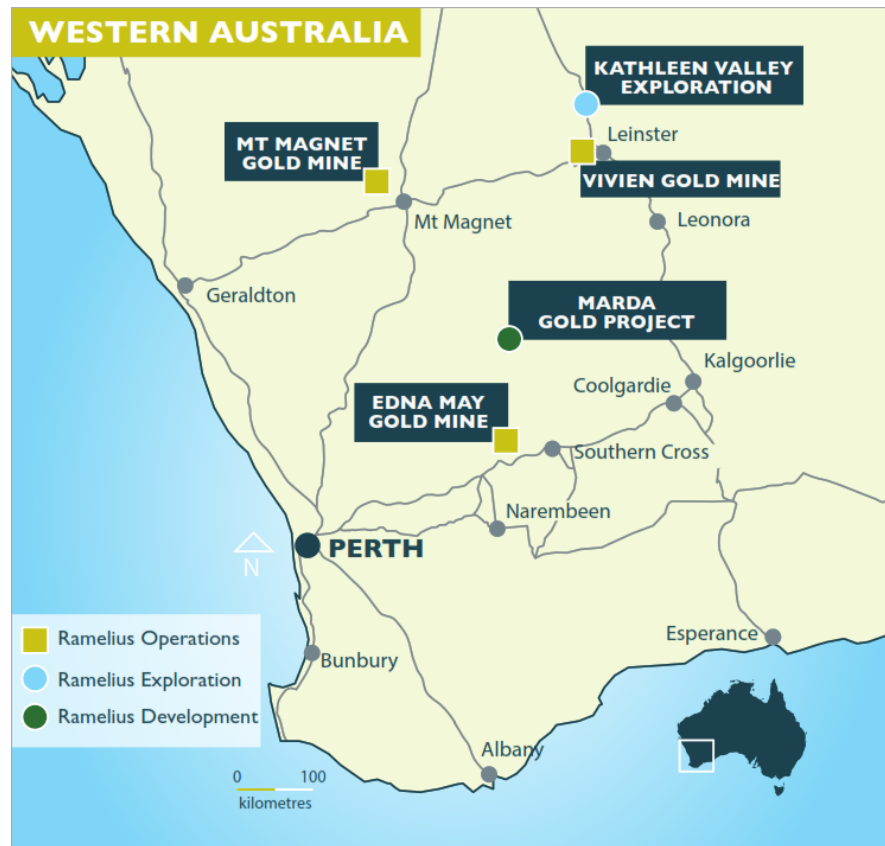 WESTERN AUSTRALIA
KATHLEEN VALLEY
EXPLORATION
MT MAGNET
GOLD MINE
Leinster
VIVIEN GOLD MINE
Mt Magnet
Leonora
Geraldton
MARDA
GOLD PROJECT
Kalgoorlie
Coolgardie
EDNA MAY
GOLD MINE
Southern Cross
Narembeen
PERTH
N
Ramelius Operations
Esperance
Bunbury
Ramelius Exploration
Ramelius Development
Albany
0 100
kilometres